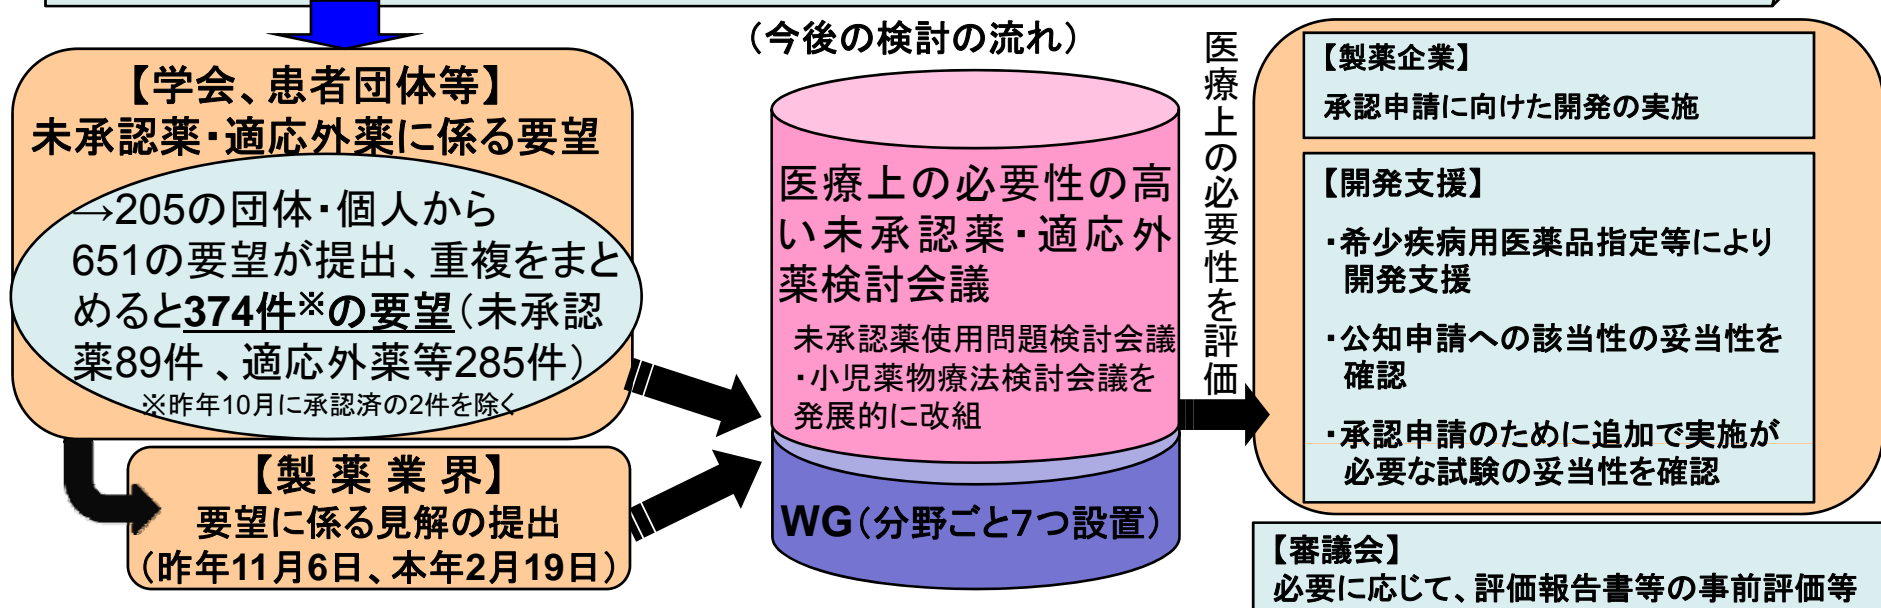 (今後の検討の流れ)
【学会、患者団体等】
未承認薬・適応外薬に係る要望
→205の団体・個人から
651の要望が提出、重複をまと
めると374件※の要望(未承認
薬89件 、適応外薬等285件)
※昨年10月に承認済の2件を除く
【製 薬 業 界】
要望に係る見解の提出
(昨年11月6日、本年2月19日)
医療上の必要性の高
い未承認薬・適応外
薬検討会議
未承認薬使用問題検討会議
・小児薬物療法検討会議を
発展的に改組
WG(分野ごと7つ設置)
医療上の必要性を評価
【製薬企業】
承認申請に向けた開発の実施
【開発支援】
・希少疾病用医薬品指定等により
開発支援
・公知申請への該当性の妥当性を
確認
・承認申請のために追加で実施が
必要な試験の妥当性を確認
【審議会】
必要に応じて、評価報告書等の事前評価等